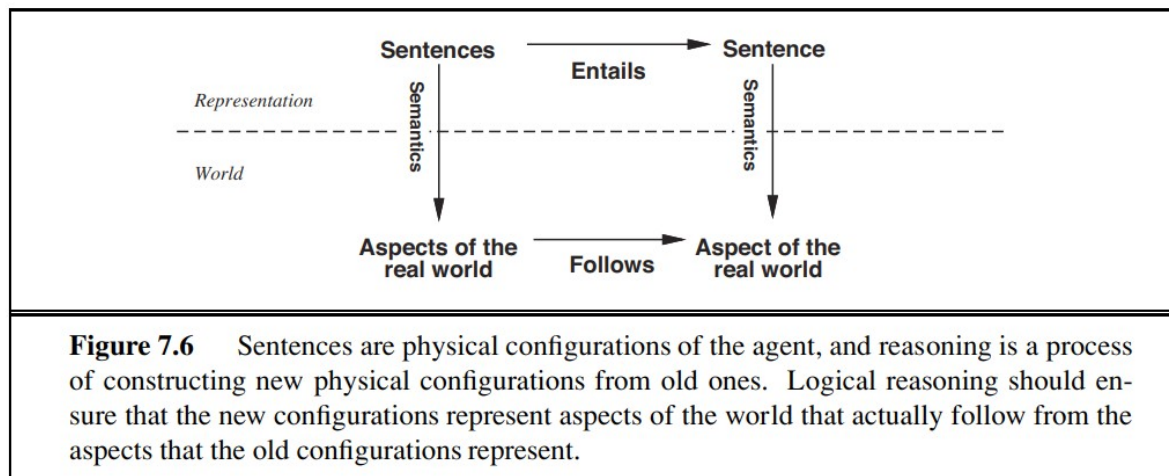 Sentences Sentence
Entails
Semantics Semantics
Representation
World
Aspects of the Aspect of the
real world real world
Follows
Figure 7.6 Sentences are physical configurations of the agent, and reasoning is a process
of constructing new physical configurations from old ones. Logical reasoning should en-
sure that the new configurations represent aspects of the world that actually follow from the
aspects that the old configurations represent.